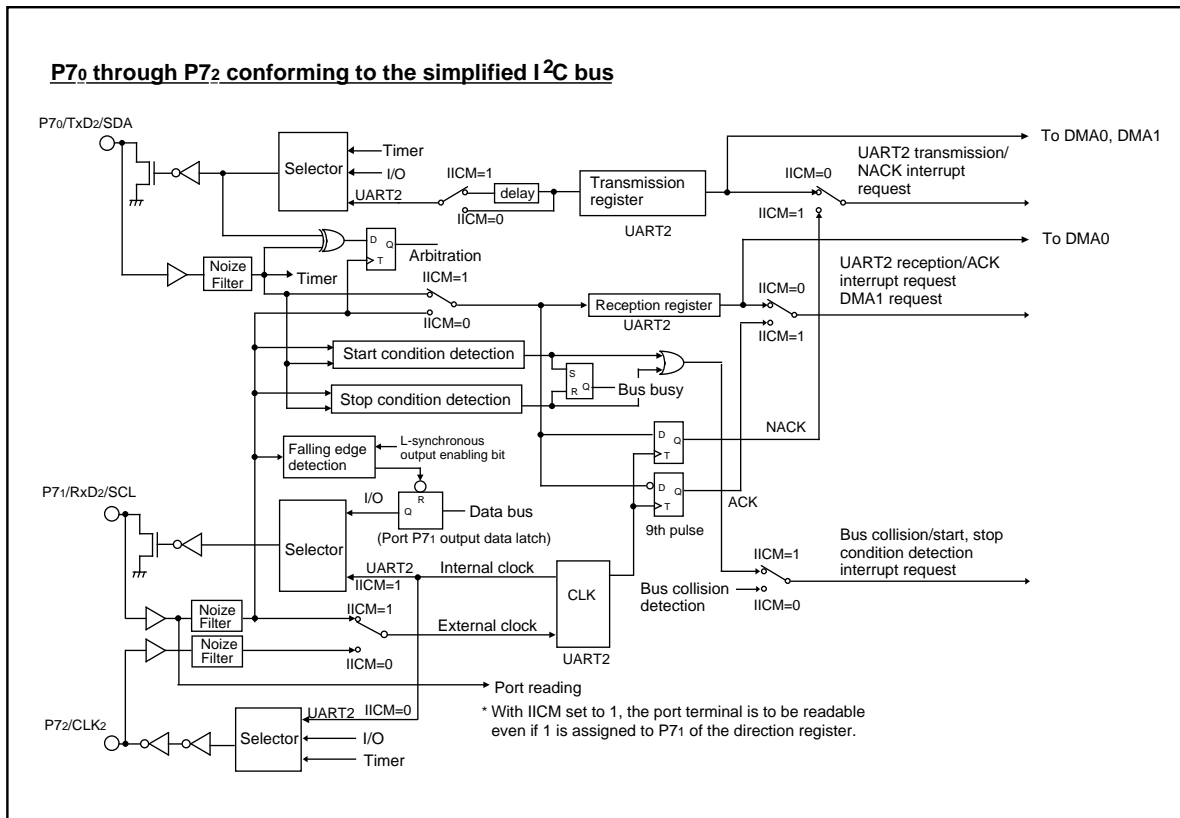 P70 through P72 conforming to the simplified I2C bus
P70/TxD2/SDA
To DMA0, DMA1
Selector
Timer
I/O
UART2
IICM=1
delay
IICM=0
Transmission
register
UART2
IICM=0
IICM=1
UART2 transmission/
NACK interrupt
request
D
Q
T
Arbitration
To DMA0
Noize
Filter
Timer
IICM=1
IICM=0
Reception register
UART2
IICM=0
IICM=1
UART2 reception/ACK
interrupt request
DMA1 request
Start condition detection
S
R
Q
Bus busy
Stop condition detection
NACK
D
Q
T
Falling edge
detection
L-synchronous
output enabling bit
D
Q
T
ACK
9th pulse
P71/RxD2/SCL
I/O
R
Q
Data bus
(Port P71 output data latch)
Selector
UART2
IICM=1
Internal clock
CLK
UART2
Bus collision
detection
IICM=1
IICM=0
Bus collision/start, stop
condition detection
interrupt request
Noize
Filter
IICM=1
External clock
Noize
Filter
IICM=0
Port reading
* With IICM set to 1, the port terminal is to be readable
even if 1 is assigned to P71 of the direction register.
P72/CLK2
Selector
UART2
IICM=0
I/O
Timer